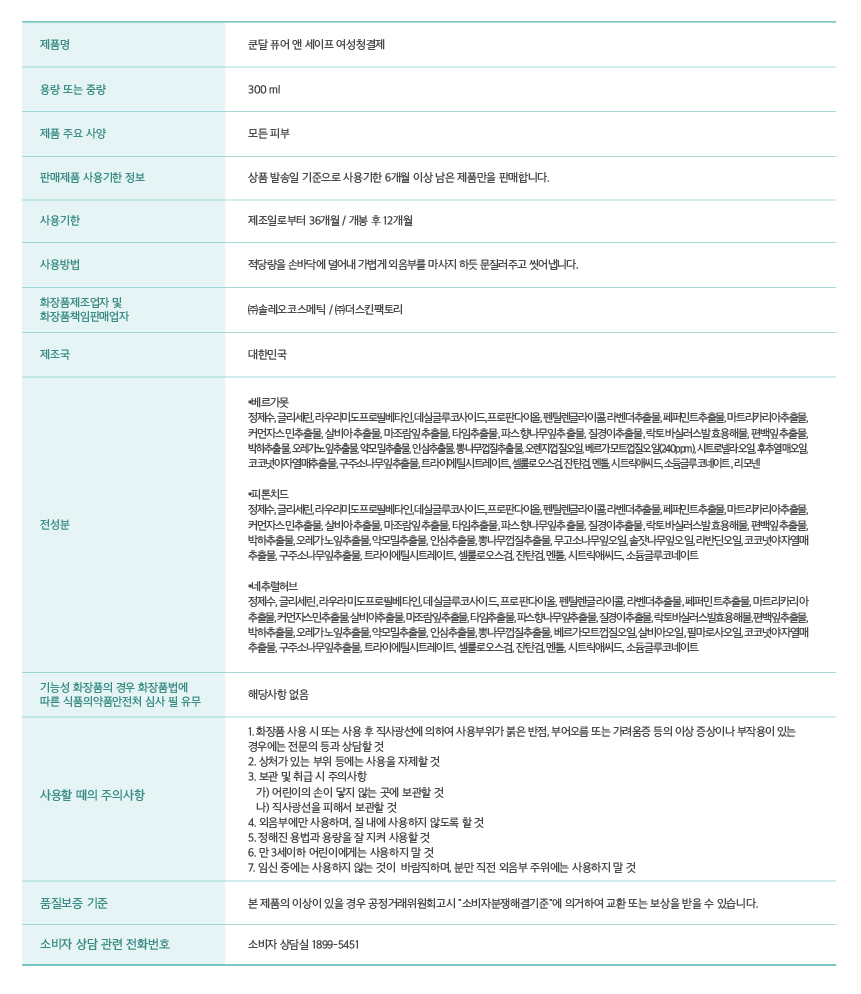 제품명
쿤달 퓨어 앤 세이프 여성청결제
용량 또는 중량
300 ml
제품 주요 사양
모든 피부
판매제품 사용기한 정보
상품 발송일 기준으로 사용기한 6개월 이상 남은 제품만을 판매합니다.
사용기한
제조일로부터 36개월 / 개봉 후 12개월
사용방법
적당량을 손바닥에 덜어내 가볍게 외음부를 마사지 하듯 문질러주고 씻어냅니다.
화장품제조업자 및
화장품책임판매업자
㈜솔레오코스메틱 / ㈜더스킨팩토리
제조국
대한민국
전성분
*베르가못
정제수, 글리세린, 라우라미도프로필베타인, 데실글루코사이드, 프로판다이올, 펜틸렌글라이콜, 라벤더추출물, 페퍼민트추출물, 마트리카리아추출물,
커먼자스민추출물, 살비아추출물, 마조람잎추출물, 타임추출물, 파스향나무잎추출물, 질경이추출물, 락토바실러스발효용해물, 편백잎추출물,
박하추출물, 오레가노잎추출물, 약모밀추출물, 인삼추출물, 뽕나무껍질추출물, 오렌지껍질오일, 베르가모트껍질오일(240ppm), 시트로넬라오일, 후추열매오일,
코코넛야자열매추출물, 구주소나무잎추출물, 트라이에틸시트레이트, 셀룰로오스검, 잔탄검, 멘톨, 시트릭애씨드, 소듐글루코네이트, 리모넨
*피톤치드
정제수, 글리세린, 라우라미도프로필베타인, 데실글루코사이드, 프로판다이올, 펜틸렌글라이콜, 라벤더추출물, 페퍼민트추출물, 마트리카리아추출물,
커먼자스민추출물, 살비아추출물, 마조람잎추출물, 타임추출물, 파스향나무잎추출물, 질경이추출물, 락토바실러스발효용해물, 편백잎추출물,
박하추출물, 오레가노잎추출물, 약모밀추출물, 인삼추출물, 뽕나무껍질추출물, 무고소나무잎오일, 솔잣나무잎오일, 라반딘오일, 코코넛야자열매
추출물, 구주소나무잎추출물, 트라이에틸시트레이트, 셀룰로오스검, 잔탄검, 멘톨, 시트릭애씨드, 소듐글루코네이트
*네추럴허브
정제수, 글리세린, 라우라미도프로필베타인, 데실글루코사이드, 프로판다이올, 펜틸렌글라이콜, 라벤더추출물, 페퍼민트추출물, 마트리카리아
추출물, 커먼자스민추출물, 살비아추출물, 마조람잎추출물, 타임추출물, 파스향나무잎추출물, 질경이추출물, 락토바실러스발효용해물, 편백잎추출물,
박하추출물, 오레가노잎추출물, 약모밀추출물, 인삼추출물, 뽕나무껍질추출물, 베르가모트껍질오일, 살비아오일, 팔마로사오일, 코코넛야자열매
추출물, 구주소나무잎추출물, 트라이에틸시트레이트, 셀룰로오스검, 잔탄검, 멘톨, 시트릭애씨드, 소듐글루코네이트
기능성 화장품의 경우 화장품법에
따른 식품의약품안전처 심사 필 유무
해당사항 없음
사용할 때의 주의사항
1. 화장품 사용 시 또는 사용 후 직사광선에 의하여 사용부위가 붉은 반점, 부어오름 또는 가려움증 등의 이상 증상이나 부작용이 있는
경우에는 전문의 등과 상담할 것
2. 상처가 있는 부위 등에는 사용을 자제할 것
3. 보관 및 취급 시 주의사항
가) 어린이의 손이 닿지 않는 곳에 보관할 것
나) 직사광선을 피해서 보관할 것
4. 외음부에만 사용하며, 질 내에 사용하지 않도록 할 것
5. 정해진 용법과 용량을 잘 지켜 사용할 것
6. 만 3세이하 어린이에게는 사용하지 말 것
7. 임신 중에는 사용하지 않는 것이 바람직하며, 분만 직전 외음부 주위에는 사용하지 말 것
품질보증 기준
본 제품의 이상이 있을 경우 공정거래위원회고시 "소비자분쟁해결기준"에 의거하여 교환 또는 보상을 받을 수 있습니다.
소비자 상담 관련 전화번호
소비자 상담실 1899-5451